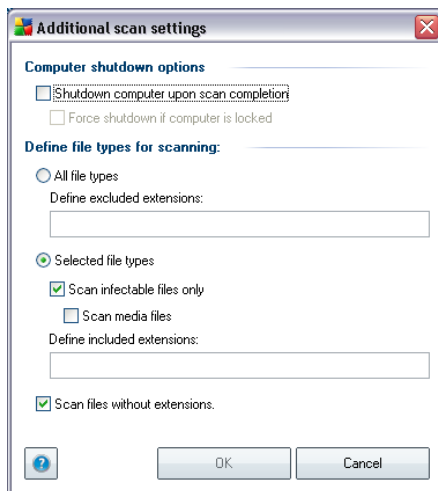 Additional scan settings
Computer shutdown options
Shutdown computer upon scan completion
Force shutdown if computer is locked
Define file types for scanning:
All file types
Define excluded extensions:
Selected file types
Scan infectable files only
Scan media files
Define included extensions:
Scan files without extensions.
?
OK
Cancel